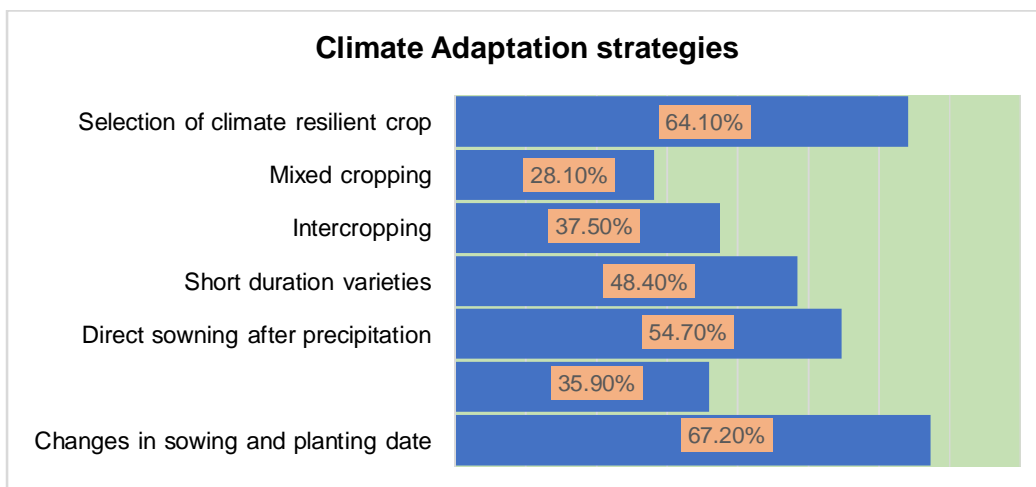 Climate Adaptation strategies
Selection of climate resilient crop 64.10%
Mixed cropping 28.10%
Intercropping 37.50%
Short duration varieties 48.40%
Direct sowning after precipitation 54.70%
35.90%
Changes in sowing and planting date 67.20%